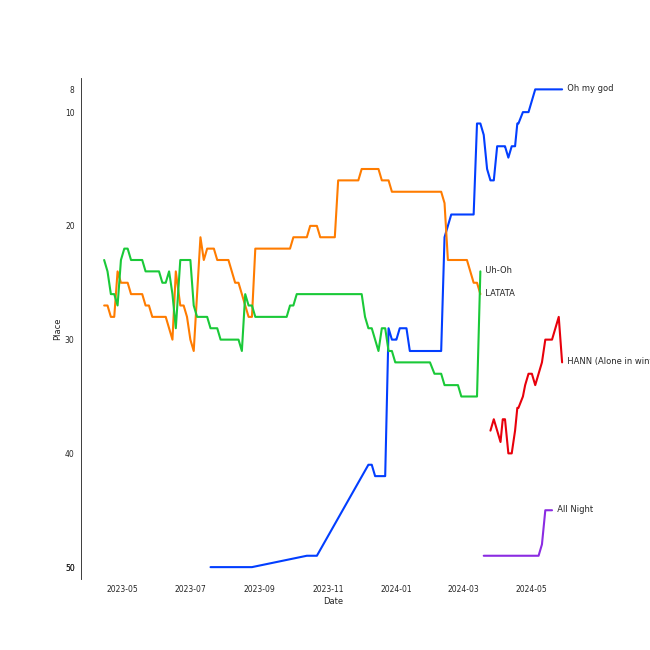 8
10
20
30
40
50
Place
Oh my god
Uh-Oh
LATATA
HANN (Alone in win
All Night
2023-05
2023-07
2023-09
2023-11
2024-01
2024-03
2024-05
Date